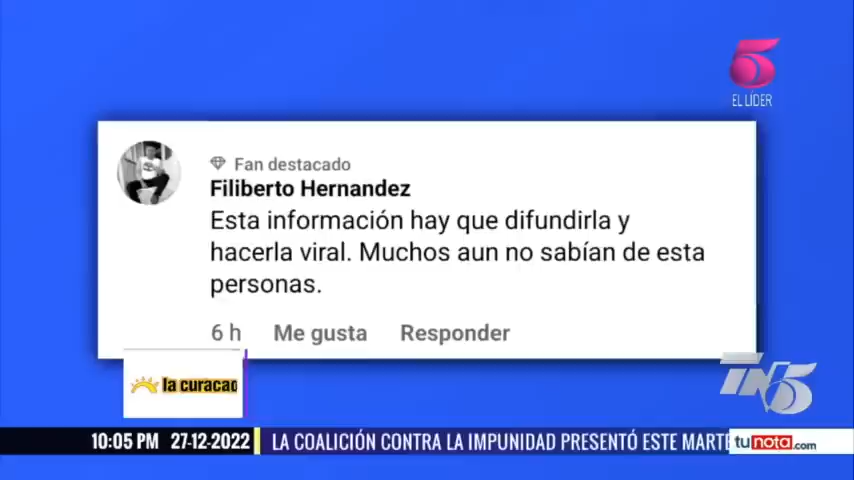 5
EL LÍDER
Fan destacado
Filiberto Hernandez
Esta información hay que difundirla y
hacerla viral. Muchos aun no sabían de esta
personas.
6 h Me gusta Responder
la curacao
TN5
10:05 PM 27-12-2022 LA COALICIÓN CONTRA LA IMPUNIDAD PRESENTÓ ESTE MARTE tunota.com